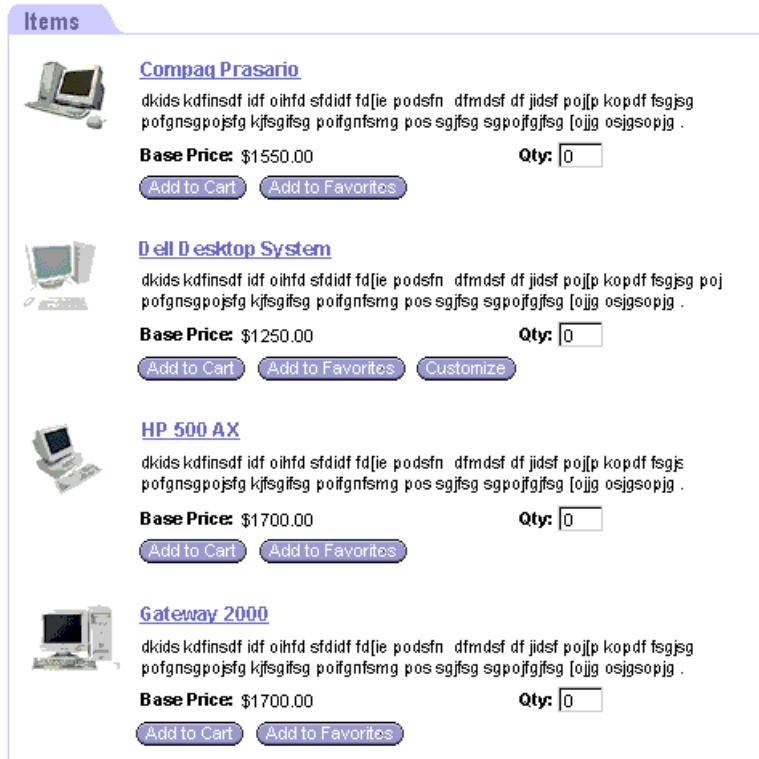 Items
Compaq Prasario
dkids kdfinsdf idf oihfd sfdidf fd[ie podsfn dfmdsf df jidsf poj[p kopdf fsgjsg
pofgnsgpojsfg kjfsgifsg poifgnfsmg pos sgjfsg sgpojfgjfsg [ojjg osjgsopjg .
Base Price: $1550.00 Qty: 0
Add to Cart Add to Favorites
Dell Desktop System
dkids kdfinsdf idf oihfd sfdidf fd[ie podsfn dfmdsf df jidsf poj[p kopdf fsgjsg poj
pofgnsgpojsfg kjfsgifsg poifgnfsmg pos sgjfsg sgpojfgjfsg [ojjg osjgsopjg .
Base Price: $1250.00 Qty: 0
Add to Cart Add to Favorites Customize
HP 500 AX
dkids kdfinsdf idf oihfd sfdidf fd[ie podsfn dfmdsf df jidsf poj[p kopdf fsgjs
pofgnsgpojsfg kjfsgifsg poifgnfsmg pos sgjfsg sgpojfgjfsg [ojjg osjgsopjg .
Base Price: $1700.00 Qty: 0
Add to Cart Add to Favorites
Gateway 2000
dkids kdfinsdf idf oihfd sfdidf fd[ie podsfn dfmdsf df jidsf poj[p kopdf fsgjsg
pofgnsgpojsfg kjfsgifsg poifgnfsmg pos sgjfsg sgpojfgjfsg [ojjg osjgsopjg .
Base Price: $1700.00 Qty: 0
Add to Cart Add to Favorites